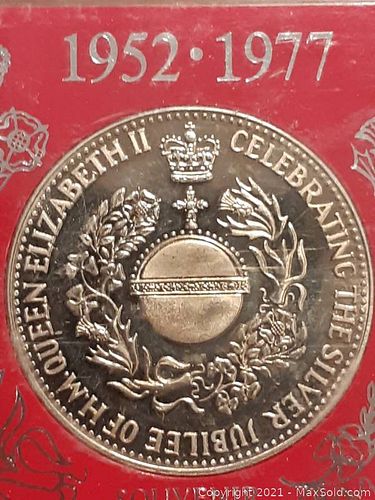 1952 · 1977
CELEBRATING THE SILVER JUBILEE OF H.M. QUEEN ELIZABETH II
Copyright 2021 - MaxSold.com